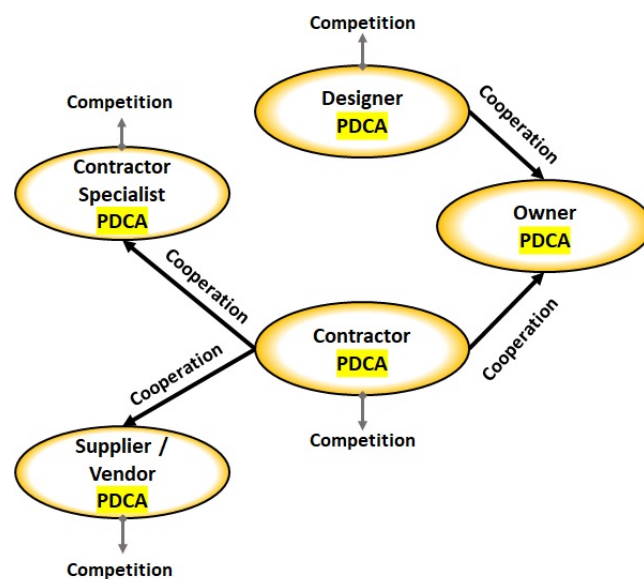 Competition
Designer
PDCA
Cooperation
Competition
Contractor
Specialist
PDCA
Owner
PDCA
Cooperation
Cooperation
Contractor
PDCA
Cooperation
Competition
Supplier /
Vendor
PDCA
Competition